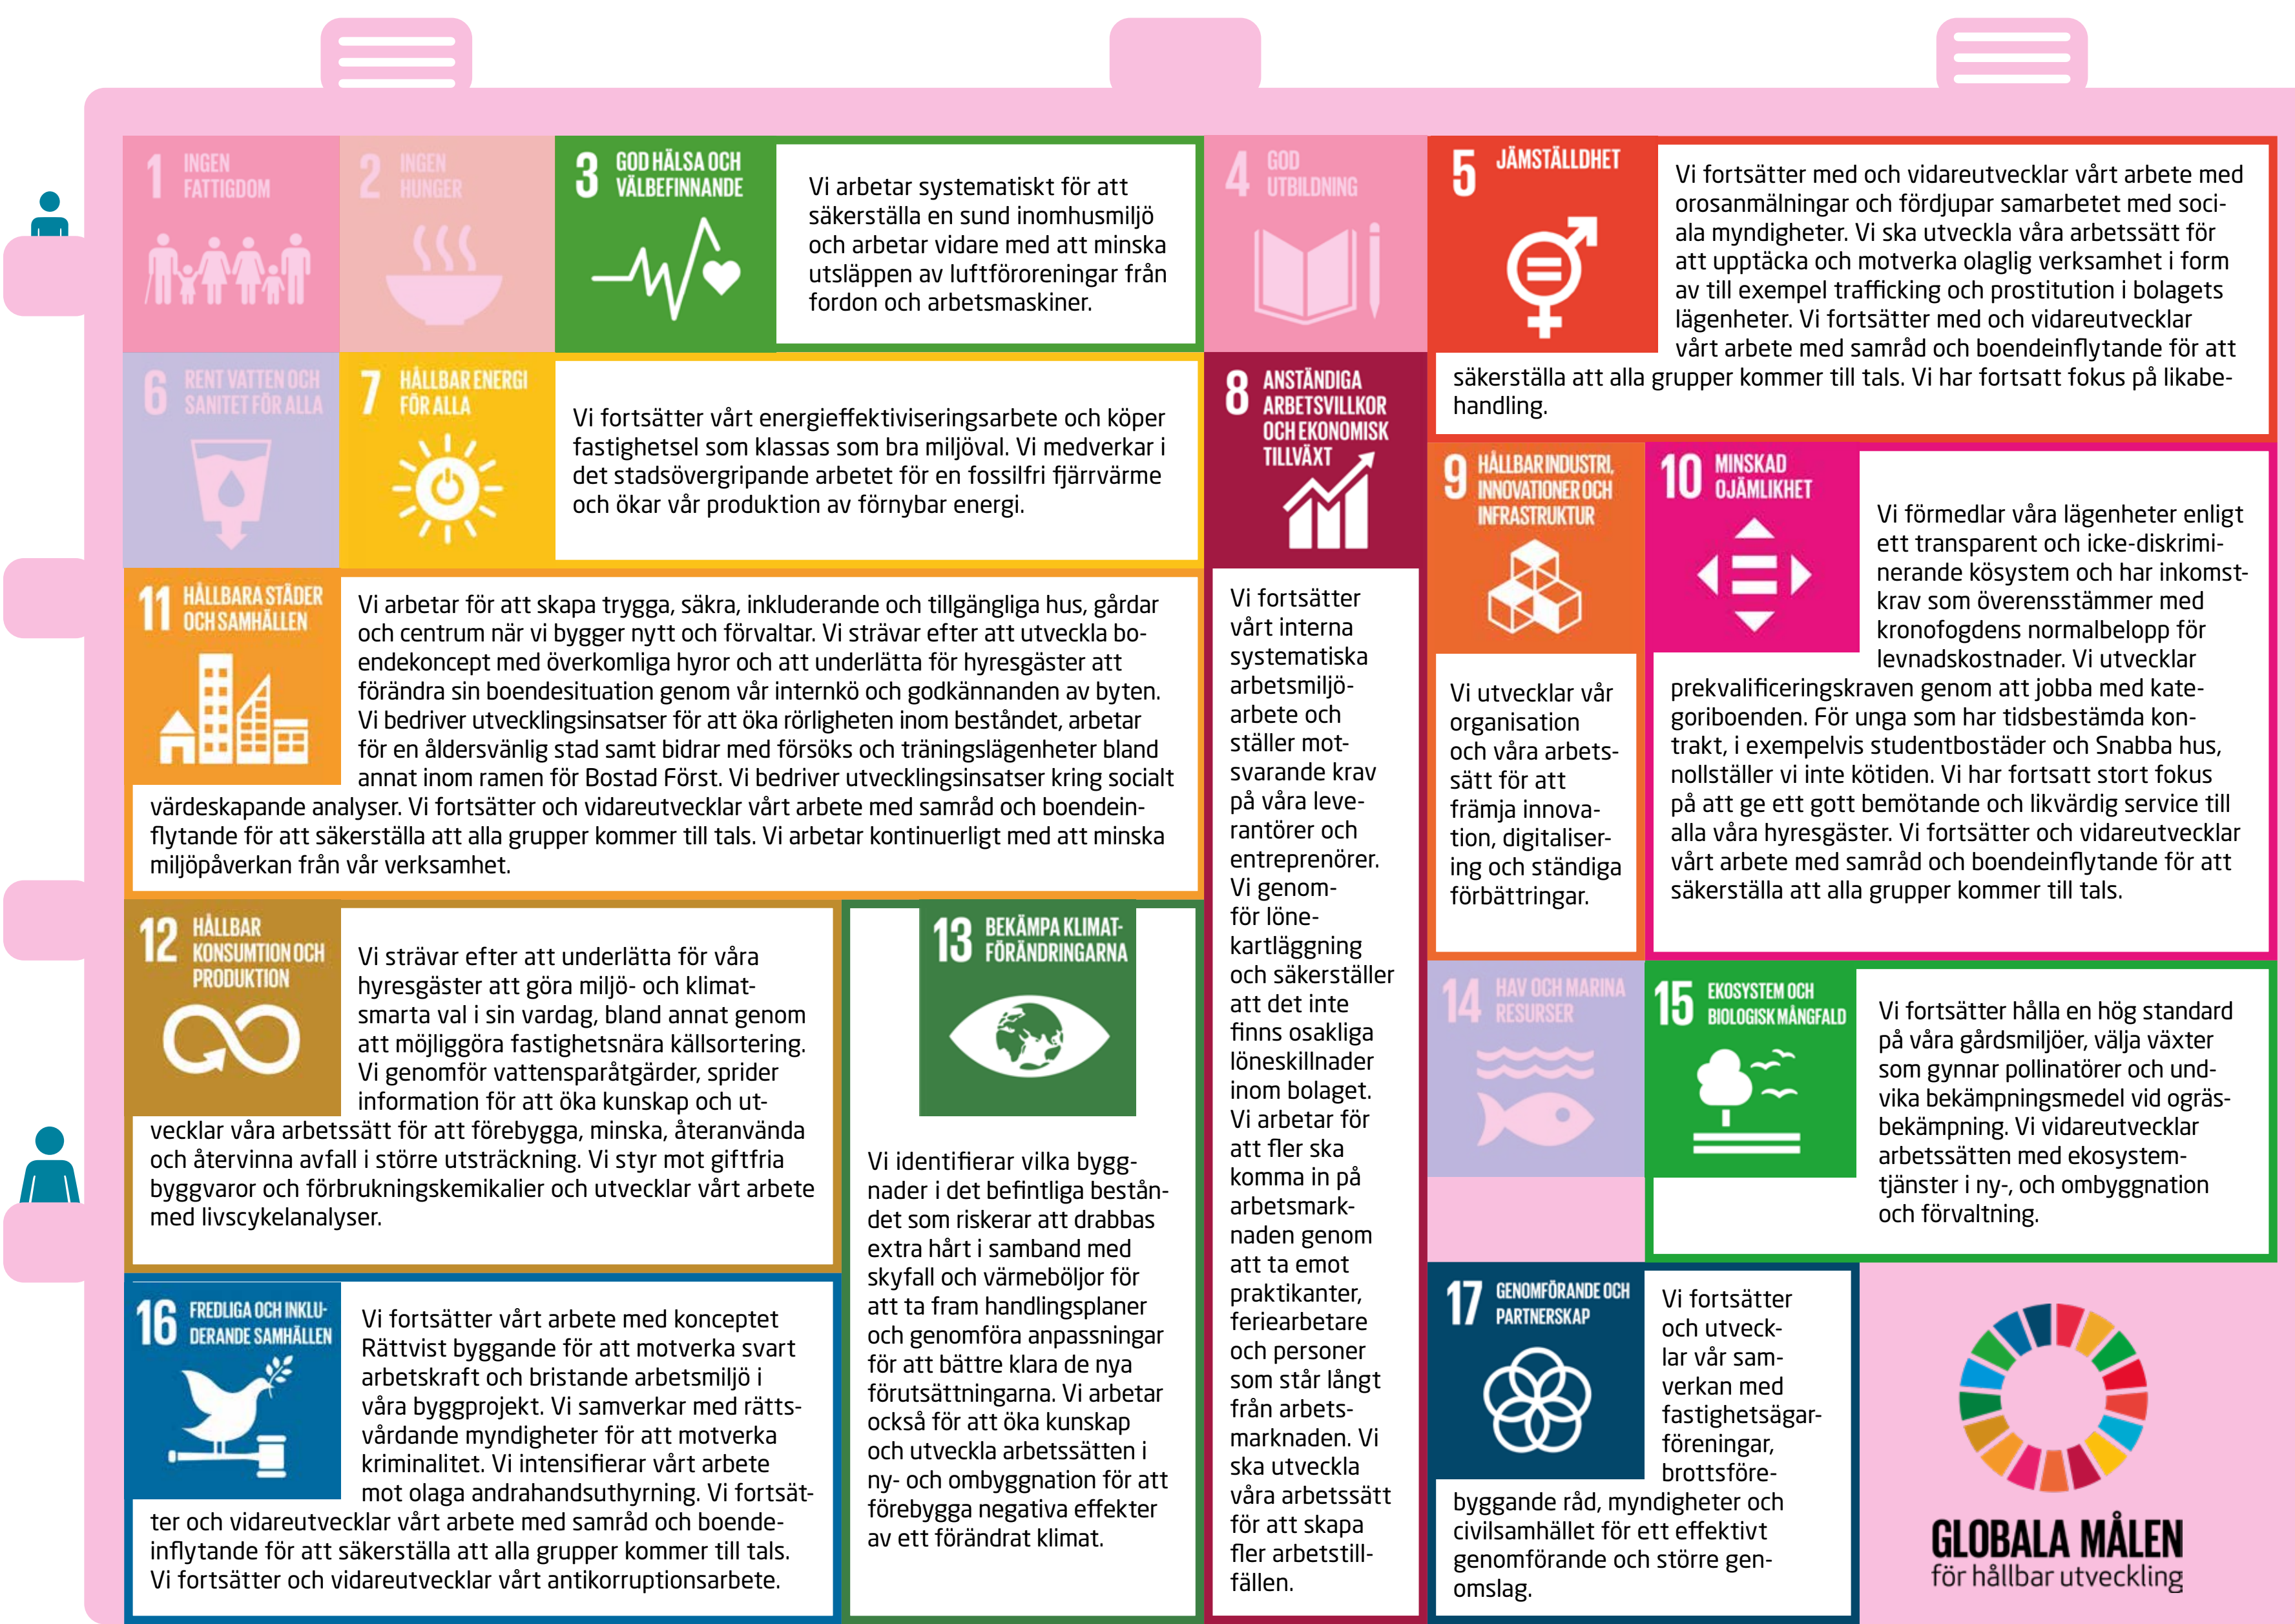 1 INGEN
FATTIGDOM
2 INGEN
HUNGER
3 GOD HÄLSA OCH
VÄLBEFINNANDE
Vi arbetar systematiskt för att
säkerställa en sund inomhusmiljö
och arbetar vidare med att minska
utsläppen av luftföroreningar från
fordon och arbetsmaskiner.
4 GOD
UTBILDNING
5 JÄMSTÄLLDHET
Vi fortsätter med och vidareutvecklar vårt arbete med
orosanmälningar och fördjupar samarbetet med soci-
ala myndigheter. Vi ska utveckla våra arbetssätt för
att upptäcka och motverka olaglig verksamhet i form
av till exempel trafficking och prostitution i bolagets
lägenheter. Vi fortsätter med och vidareutvecklar
vårt arbete med samråd och boendeinflytande för att
säkerställa att alla grupper kommer till tals. Vi har fortsatt fokus på likabe-
handling.
6 RENT VATTEN OCH
SANITET FÖR ALLA
7 HÅLLBAR ENERGI
FÖR ALLA
Vi fortsätter vårt energieffektiviseringsarbete och köper
fastighetsel som klassas som bra miljöval. Vi medverkar i
det stadsövergripande arbetet för en fossilfri fjärrvärme
och ökar vår produktion av förnybar energi.
8 ANSTÄNDIGA
ARBETSVILLKOR
OCH EKONOMISK
TILLVÄXT
Vi fortsätter
vårt interna
systematiska
arbetsmiljö-
arbete och
ställer mot-
svarande krav
på våra leve-
rantörer och
entreprenörer.
Vi genom-
för löne-
kartläggning
och säkerställer
att det inte
finns osakliga
löneskillnader
inom bolaget.
Vi arbetar för
att fler ska
komma in på
arbetsmark-
naden genom
att ta emot
praktikanter,
feriearbetare
och personer
som står långt
från arbets-
marknaden. Vi
ska utveckla
våra arbetssätt
för att skapa
fler arbetstill-
fällen.
9 HÅLLBAR INDUSTRI,
INNOVATIONER OCH
INFRASTRUKTUR
Vi utvecklar vår
organisation
och våra arbets-
sätt för att
främja innova-
tion, digitaliser-
ing och ständiga
förbättringar.
10 MINSKAD
OJÄMLIKHET
Vi förmedlar våra lägenheter enligt
ett transparent och icke-diskrimi-
nerande kösystem och har inkomst-
krav som överensstämmer med
kronofogdens normalbelopp för
levnadskostnader. Vi utvecklar
prekvalificeringskraven genom att jobba med kate-
goriboenden. För unga som har tidsbestämda kon-
trakt, i exempelvis studentbostäder och Snabba hus,
nollställer vi inte kötiden. Vi har fortsatt stort fokus
på att ge ett gott bemötande och likvärdig service till
alla våra hyresgäster. Vi fortsätter och vidareutvecklar
vårt arbete med samråd och boendeinflytande för att
säkerställa att alla grupper kommer till tals.
11 HÅLLBARA STÄDER
OCH SAMHÄLLEN
Vi arbetar för att skapa trygga, säkra, inkluderande och tillgängliga hus, gårdar
och centrum när vi bygger nytt och förvaltar. Vi strävar efter att utveckla bo-
endekoncept med överkomliga hyror och att underlätta för hyresgäster att
förändra sin boendesituation genom vår internkö och godkännanden av byten.
Vi bedriver utvecklingsinsatser för att öka rörligheten inom beståndet, arbetar
för en åldersvänlig stad samt bidrar med försöks och träningslägenheter bland
annat inom ramen för Bostad Först. Vi bedriver utvecklingsinsatser kring socialt
värdeskapande analyser. Vi fortsätter och vidareutvecklar vårt arbete med samråd och boendein-
flytande för att säkerställa att alla grupper kommer till tals. Vi arbetar kontinuerligt med att minska
miljöpåverkan från vår verksamhet.
12 HÅLLBAR
KONSUMTION OCH
PRODUKTION
Vi strävar efter att underlätta för våra
hyresgäster att göra miljö- och klimat-
smarta val i sin vardag, bland annat genom
att möjliggöra fastighetsnära källsortering.
Vi genomför vattensparåtgärder, sprider
information för att öka kunskap och ut-
vecklar våra arbetssätt för att förebygga, minska, återanvända
och återvinna avfall i större utsträckning. Vi styr mot giftfria
byggvaror och förbrukningskemikalier och utvecklar vårt arbete
med livscykelanalyser.
13 BEKÄMPA KLIMAT-
FÖRÄNDRINGARNA
Vi identifierar vilka bygg-
nader i det befintliga bestån-
det som riskerar att drabbas
extra hårt i samband med
skyfall och värmeböljor för
att ta fram handlingsplaner
och genomföra anpassningar
för att bättre klara de nya
förutsättningarna. Vi arbetar
också för att öka kunskap
och utveckla arbetssätten i
ny- och ombyggnation för att
förebygga negativa effekter
av ett förändrat klimat.
14 HAV OCH MARINA
RESURSER
15 EKOSYSTEM OCH
BIOLOGISK MÅNGFALD
Vi fortsätter hålla en hög standard
på våra gårdsmiljöer, välja växter
som gynnar pollinatörer och und-
vika bekämpningsmedel vid ogräs-
bekämpning. Vi vidareutvecklar
arbetssätten med ekosystem-
tjänster i ny-, och ombyggnation
och förvaltning.
16 FREDLIGA OCH INKLU-
DERANDE SAMHÄLLEN
Vi fortsätter vårt arbete med konceptet
Rättvist byggande för att motverka svart
arbetskraft och bristande arbetsmiljö i
våra byggprojekt. Vi samverkar med rätts-
vårdande myndigheter för att motverka
kriminalitet. Vi intensifierar vårt arbete
mot olaga andrahandsuthyrning. Vi fortsät-
ter och vidareutvecklar vårt arbete med samråd och boende-
inflytande för att säkerställa att alla grupper kommer till tals.
Vi fortsätter och vidareutvecklar vårt antikorruptionsarbete.
17 GENOMFÖRANDE OCH
PARTNERSKAP
Vi fortsätter
och utveck-
lar vår sam-
verkan med
fastighetsägar-
föreningar,
brottsföre-
byggande råd, myndigheter och
civilsamhället för ett effektivt
genomförande och större gen-
omslag.
GLOBALA MÅLEN
för hållbar utveckling